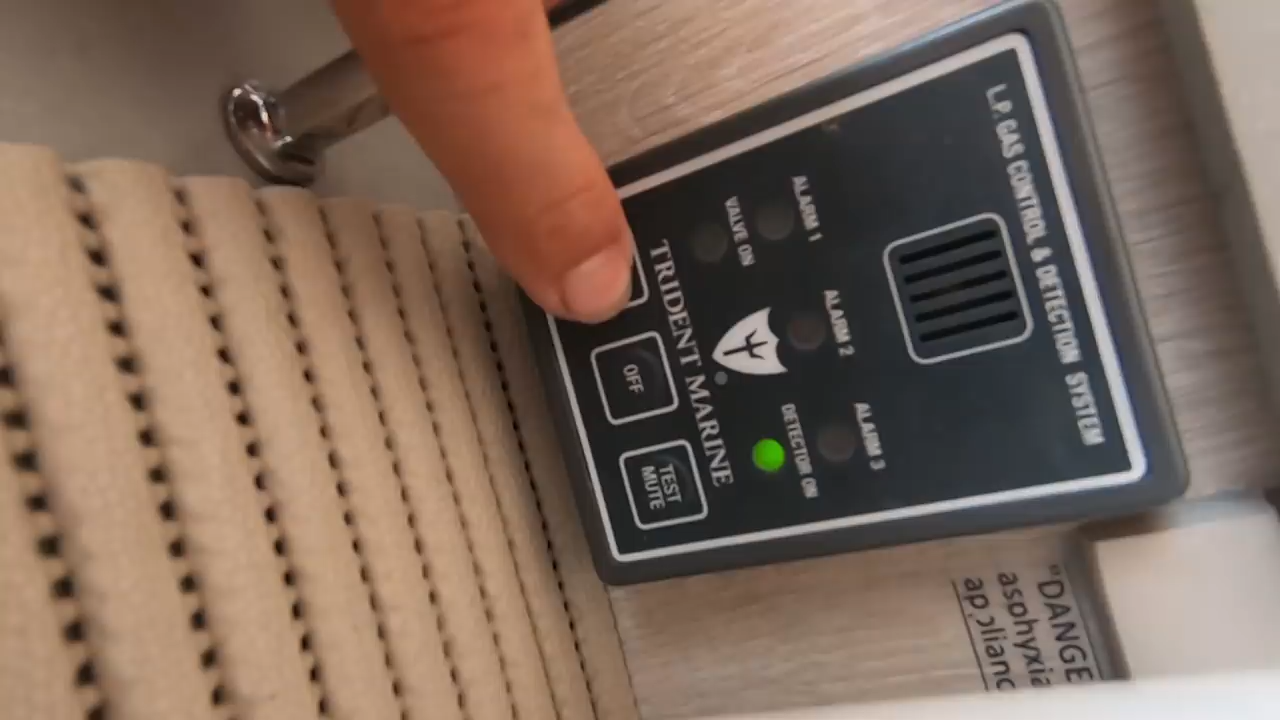 L.P. GAS CONTROL & DETECTION SYSTEM
ALARM 1
ALARM 2
ALARM 3
VALVE ON
DETECTOR ON
TRIDENT MARINE
OFF
TEST
MUTE
"DANGE
asphyxia
applianc